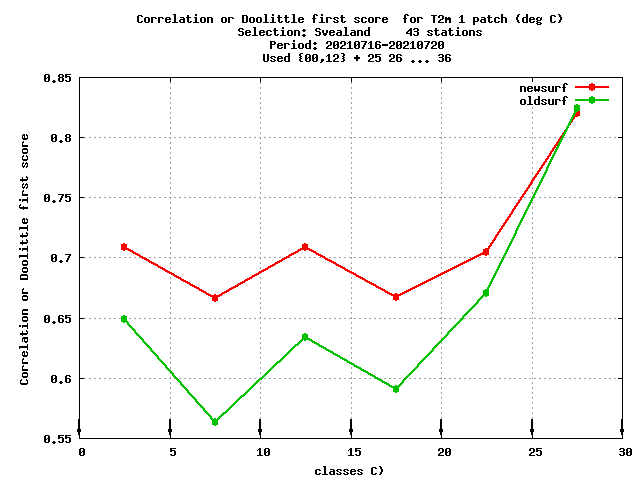 Correlation or Doolittle first score  for T2m 1 patch (deg C)
Selection: Svealand     43 stations
Period: 20210716-20210720
Used {00,12} + 25 26 ... 36
newsurf
oldsurf
Correlation or Doolittle first score
0.85
0.8
0.75
0.7
0.65
0.6
0.55
0 5 10 15 20 25 30
classes C)